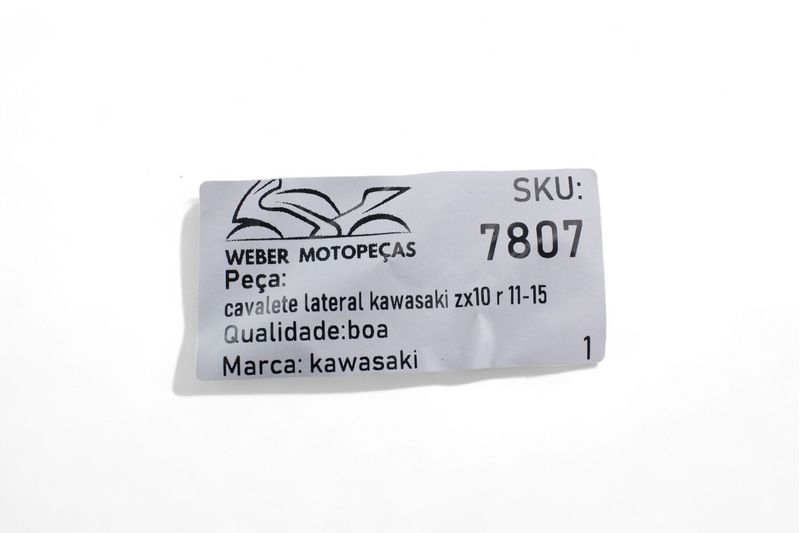 WEBER MOTOPEÇAS
SKU:
7807
Peça:
cavalete lateral kawasaki zx10 r 11-15
Qualidade:boa
Marca: kawasaki
1